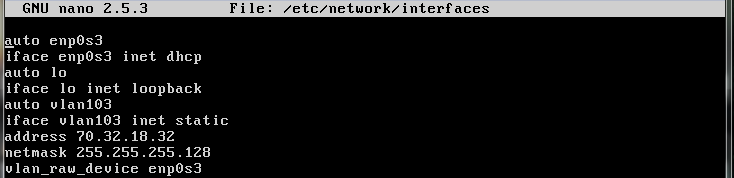 GNU nano 2.5.3 File: /etc/network/interfaces
auto enp0s3
iface enp0s3 inet dhcp
auto lo
iface lo inet loopback
auto vlan103
iface vlan103 inet static
address 70.32.18.32
netmask 255.255.255.128
vlan_raw_device enp0s3